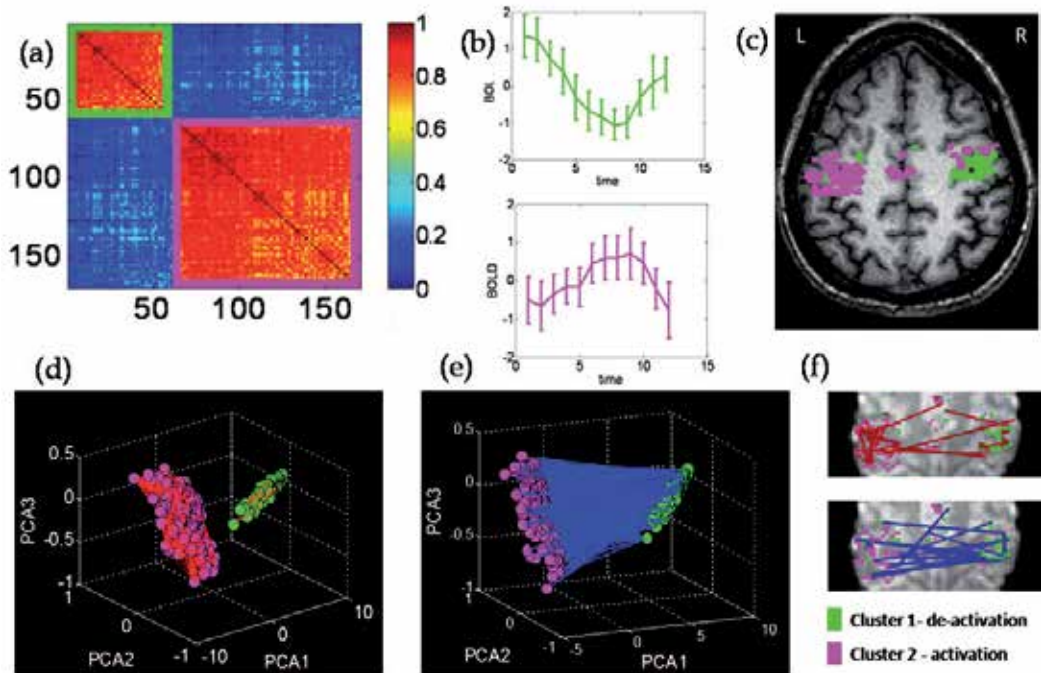 (a)
50
100
150
50 100 150
1
0.8
0.6
0.4
0.2
0
(b)
2
1
0
-1
-2
BOL
0 5 10 15
time
2
1
0
-1
-2
BOLD
0 5 10 15
time
(c)
L R
(d)
0.5
0
-0.5
-1
PCA3
1
0
-1
PCA2
-10
0
10
PCA1
(e)
0.5
0
-0.5
-1
PCA3
1
0
-1
PCA2
-5
0
5
10
PCA1
(f)
Cluster 1- de-activation
Cluster 2 - activation